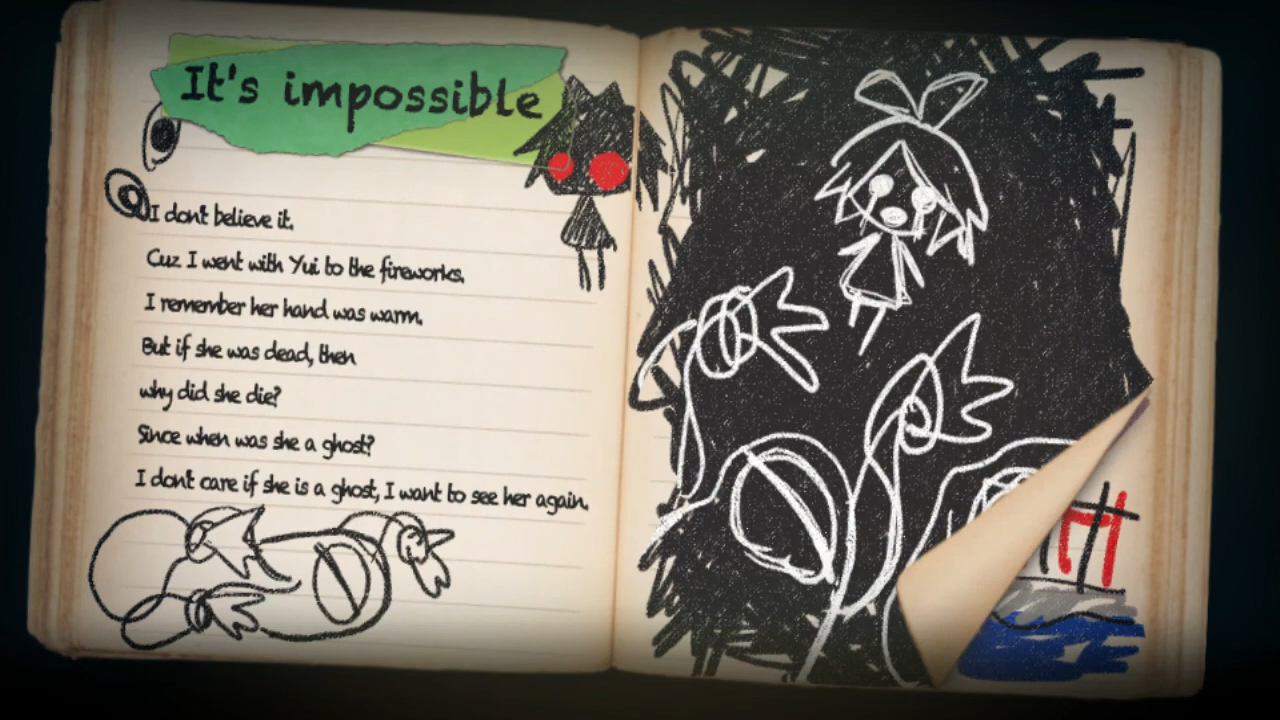 It's impossible
I don't believe it.
Cuz I went with Yui to the fireworks.
I remember her hand was warm.
But if she was dead, then
why did she die?
Since when was she a ghost?
I don't care if she is a ghost, I want to see her again.